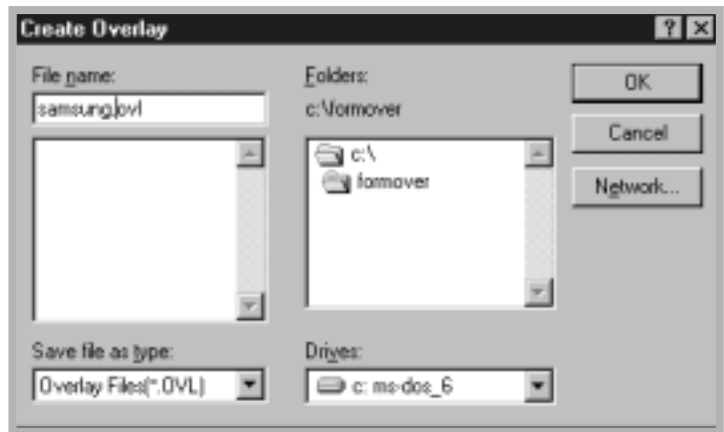 Create Overlay
File name:
samsung.ovl
Folders:
c:\formover
c:\
formover
OK
Cancel
Network...
Save file as type:
Overlay Files(*.OVL)
Drives:
c: ms-dos_6